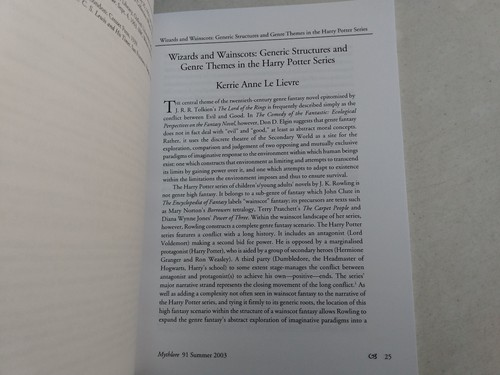 Wizards and Wainscots: Generic Structures and Genre Themes in the Harry Potter Series
Wizards and Wainscots: Generic Structures and
Genre Themes in the Harry Potter Series
Kerrie Anne Le Lievre
THE central theme of the twentieth-century genre fantasy novel epitomised by
J. R. R. Tolkien's The Lord of the Rings is frequently described simply as the
conflict between Evil and Good. In The Comedy of the Fantastic: Ecological
Perspectives on the Fantasy Novel, however, Don D. Elgin suggests that genre fantasy
does not in fact deal with "evil" and "good," at least as abstract moral concepts.
Rather, it uses the discrete theatre of the Secondary World as a site for the
exploration, comparison and judgement of two opposing and mutually exclusive
paradigms of imaginative response to the environment within which human beings
exist: one which constructs that environment as limiting and attempts to transcend
its limits by gaining power over it, and one which attempts to adapt existence
within the limitations the environment imposes and thus to ensure survival.
The Harry Potter series of children's/young adults' novels by J. K. Rowling is
not genre high fantasy. It belongs to a sub-genre of fantasy which John Clute in
The Encyclopedia of Fantasy labels "wainscot" fantasy; its precursors are texts such
as Mary Norton's Borrowers tetralogy, Terry Pratchett's The Carpet People and
Diana Wynne Jones' Power of Three. Within the wainscot landscape of her series,
however, Rowling constructs a complete genre fantasy scenario. The Harry Potter
series features a conflict with a long history. It includes an antagonist (Lord
Voldemort) making a second bid for power. He is opposed by a marginalised
protagonist (Harry Potter), who is aided by a group of secondary heroes (Hermione
Granger and Ron Weasley). A third party (Dumbledore, the Headmaster of
Hogwarts, Harry's school) to some extent stage-manages the conflict between
antagonist and protagonist(s) to achieve his own—positive—ends. The series'
major narrative strand represents the closing movement of the long conflict. As
well as adding a complexity not often seen in wainscot fantasy to the narrative of
the Harry Potter series, and tying it firmly to its generic roots, the location of this
high fantasy scenario within the structure of a wainscot fantasy allows Rowling to
expand the genre fantasy's abstract exploration of imaginative paradigms into a
Mythlore 91 Summer 2003
25